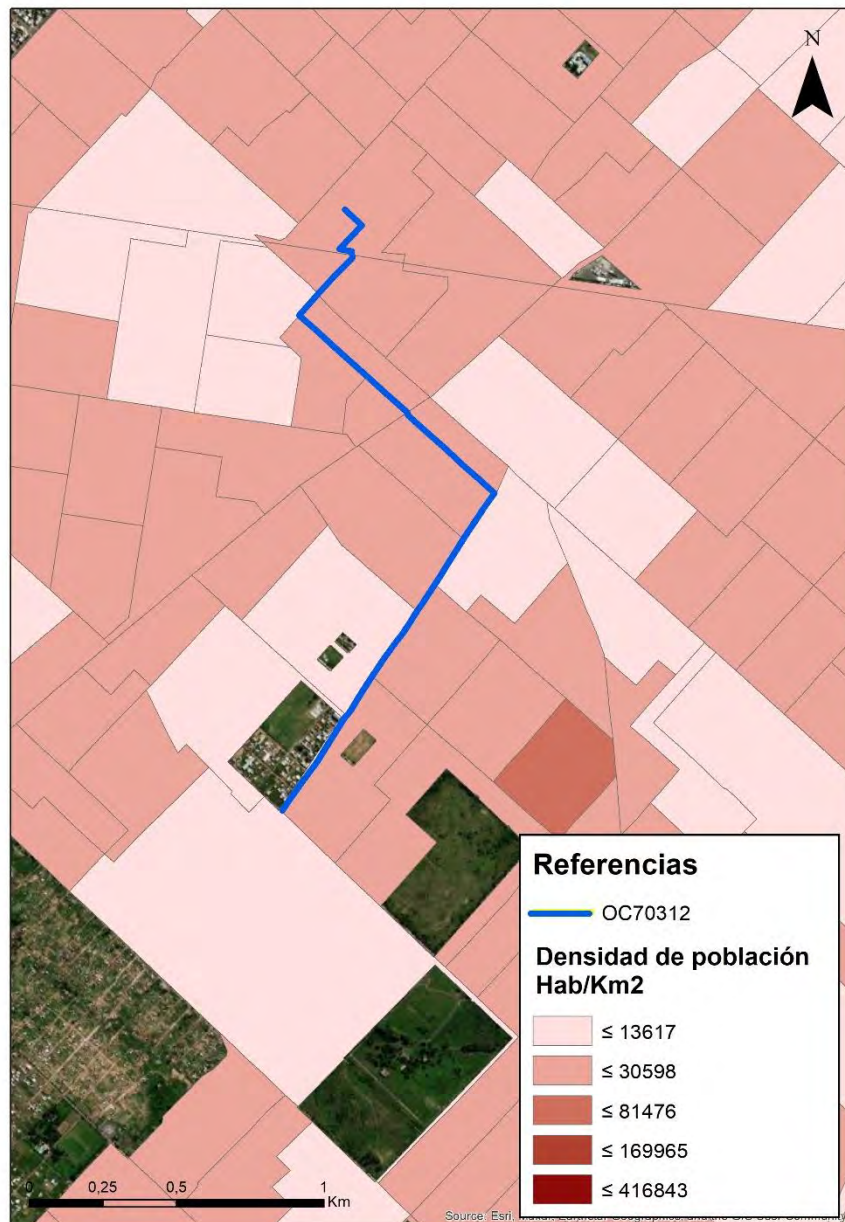 N
Referencias
OC70312
Densidad de población
Hab/Km2
≤ 13617
≤ 30598
≤ 81476
≤ 169965
≤ 416843
0 0,25 0,5 1
Km
Source: Esri,